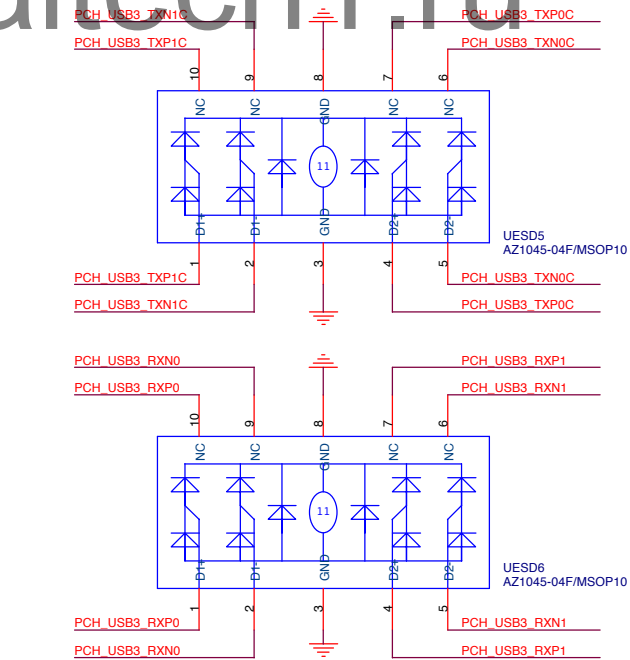 PCH_USB3_TXN1C
PCH_USB3_TXP0C
PCH_USB3_TXP1C
PCH_USB3_TXN0C
10 9 8 7 6
NC NC GND NC NC
11
D1+ D1- GND D2+ D2-
UESD5
AZ1045-04F/MSOP10
1 2 3 4 5
PCH_USB3_TXP1C
PCH_USB3_TXN0C
PCH_USB3_TXN1C
PCH_USB3_TXP0C
PCH_USB3_RXN0
PCH_USB3_RXP1
PCH_USB3_RXP0
PCH_USB3_RXN1
10 9 8 7 6
NC NC GND NC NC
11
D1+ D1- GND D2+ D2-
UESD6
AZ1045-04F/MSOP10
1 2 3 4 5
PCH_USB3_RXP0
PCH_USB3_RXN1
PCH_USB3_RXN0
PCH_USB3_RXP1